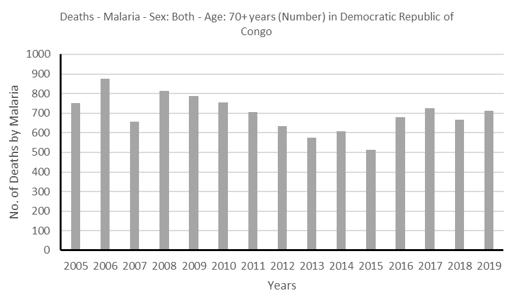 Deaths - Malaria - Sex: Both - Age: 70+ years (Number) in Democratic Republic of
Congo
1000
900
800
700
600
500
400
300
200
100
0
No. of Deaths by Malaria
2005 2006 2007 2008 2009 2010 2011 2012 2013 2014 2015 2016 2017 2018 2019
Years